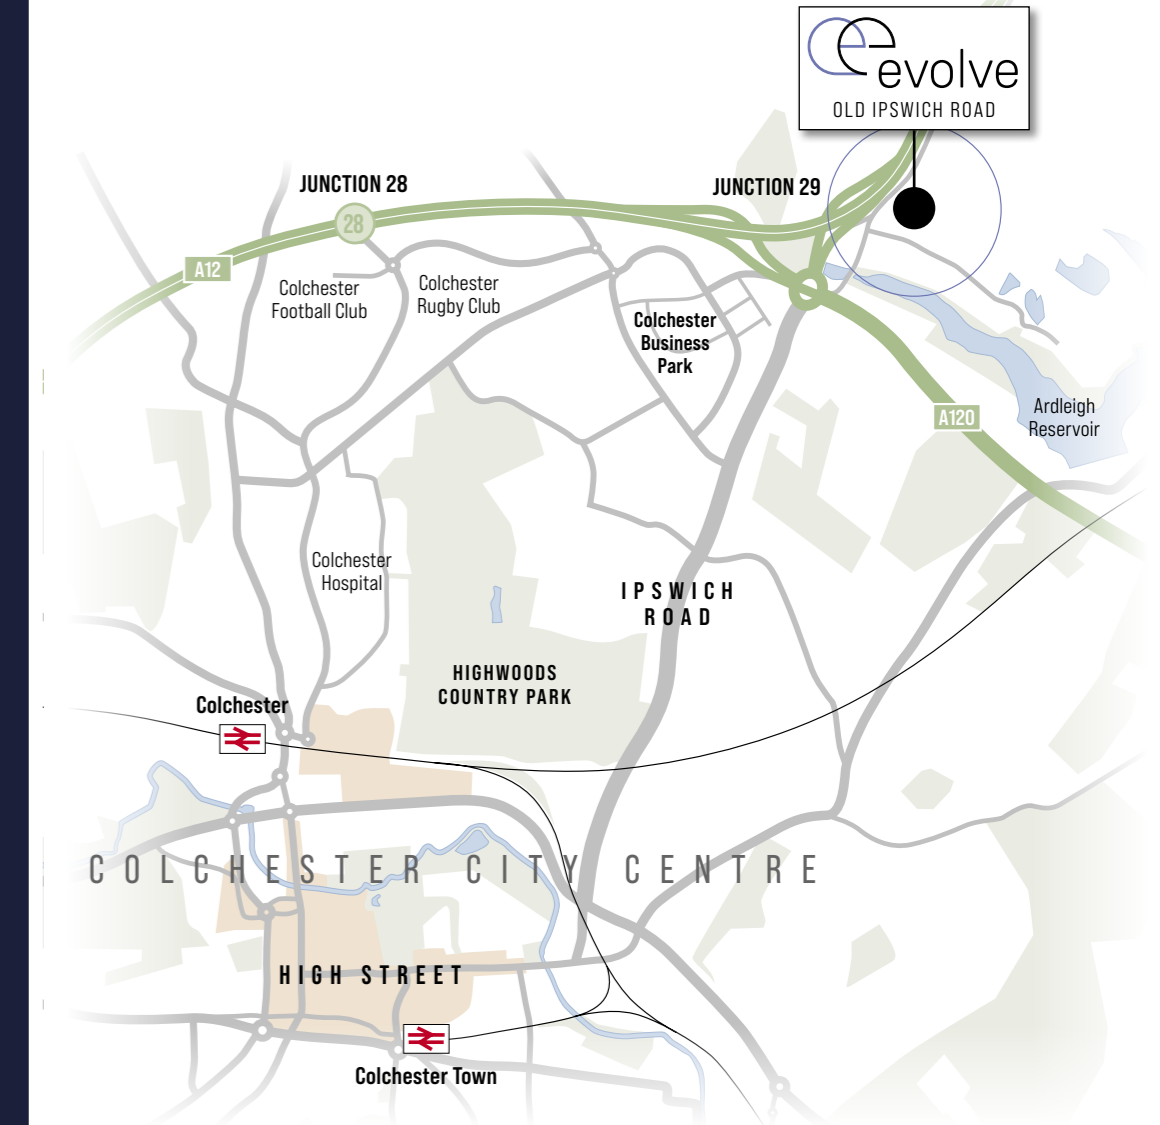 evolve
OLD IPSWICH ROAD
JUNCTION 28
JUNCTION 29
28
A12
Colchester
Football Club
Colchester
Rugby Club
Colchester
Business
Park
A120
Ardleigh
Reservoir
Colchester
Hospital
IPSWICH
ROAD
HIGHWOODS
COUNTRY PARK
Colchester
COLCHESTER CITY CENTRE
HIGH STREET
Colchester Town